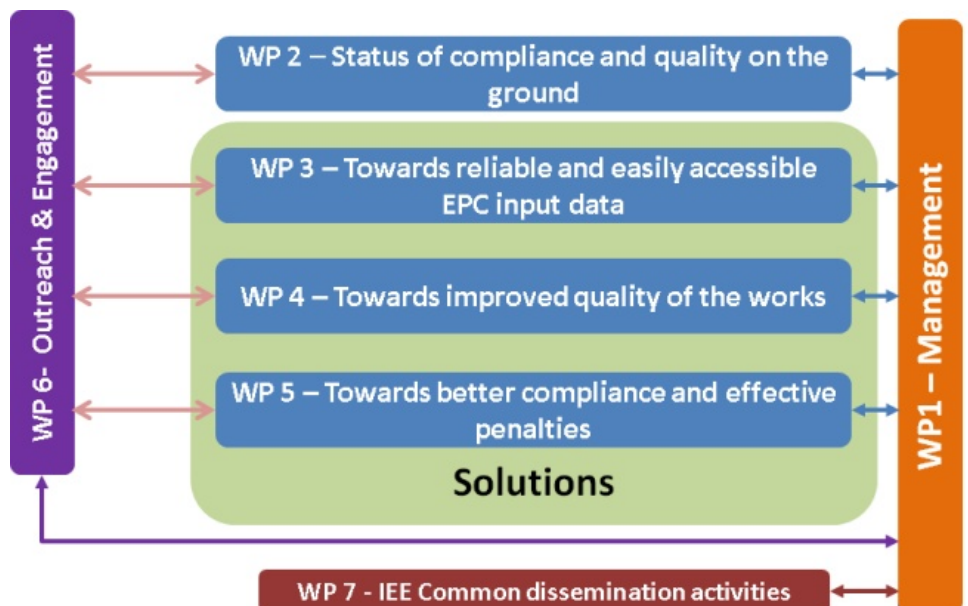 WP 6- Outreach & Engagement
WP 2 – Status of compliance and quality on the
ground
WP 3 – Towards reliable and easily accessible
EPC input data
WP 4 – Towards improved quality of the works
WP 5 – Towards better compliance and effective
penalties
Solutions
WP1 – Management
WP 7 - IEE Common dissemination activities